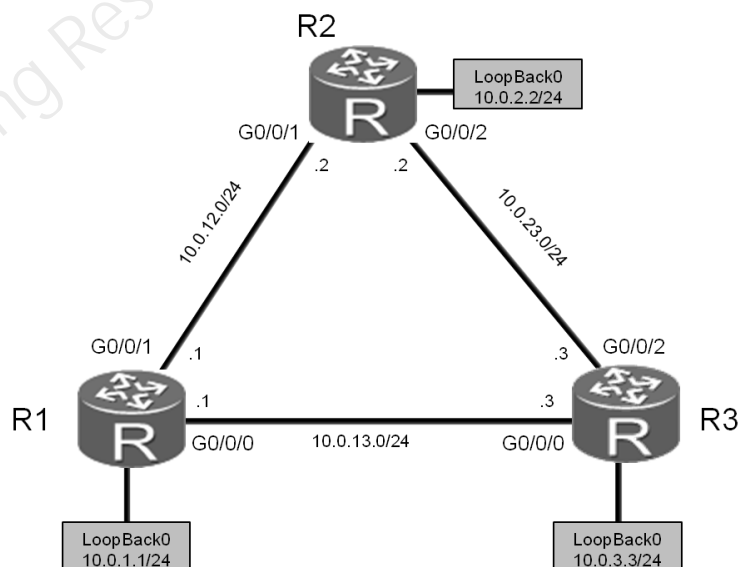 ng Res
R2
LoopBack0
10.0.2.2/24
R
G0/0/1
G0/0/2
.2
.2
10.0.12.0/24
10.0.23.0/24
G0/0/1
.1
.3
G0/0/2
R1
.1
.3
R3
R
G0/0/0
10.0.13.0/24
G0/0/0
R
LoopBack0
10.0.1.1/24
LoopBack0
10.0.3.3/24